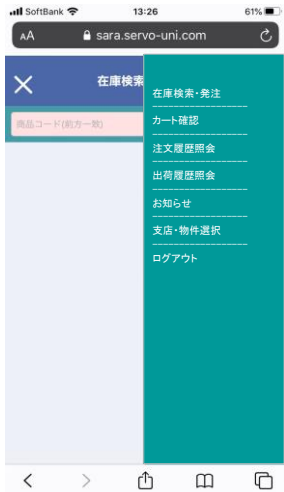 SoftBank 13:26 61%
AA sara.servo-uni.com
在庫検索
商品コード(前方一致)
在庫検索・発注
カート確認
注文履歴照会
出荷履歴照会
お知らせ
支店・物件選択
ログアウト